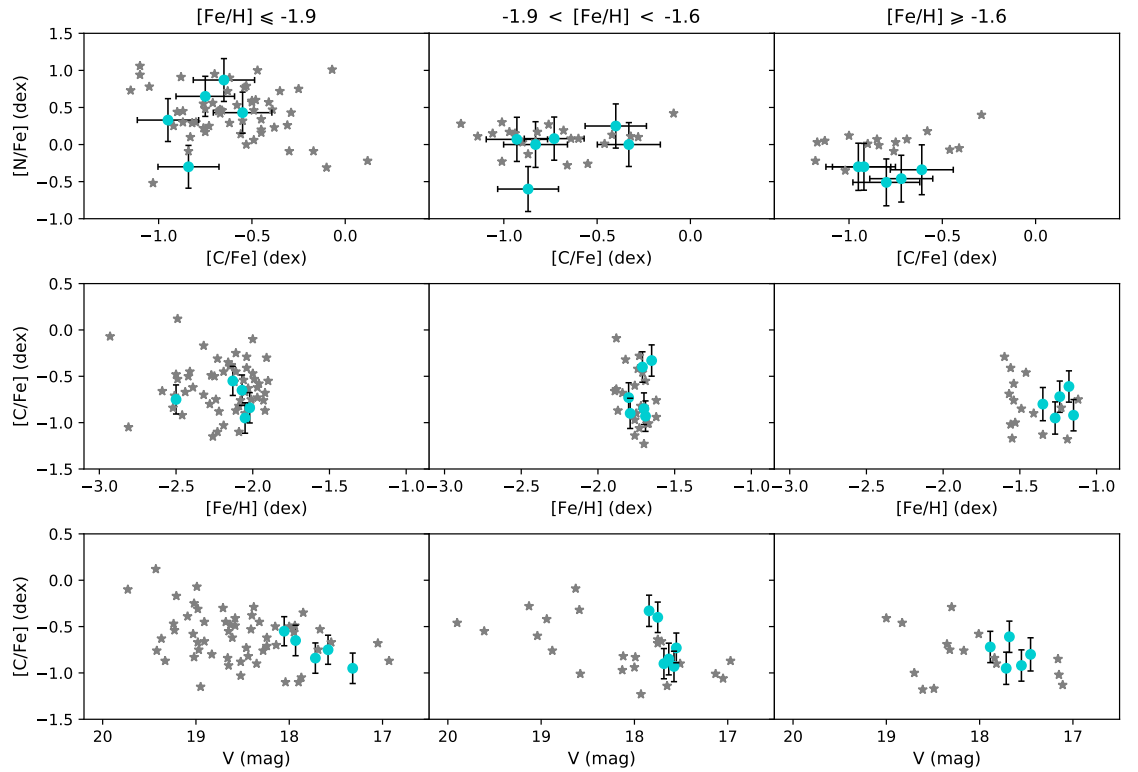 [Fe/H] ⩽ -1.9
-1.9 < [Fe/H] < -1.6
[Fe/H] ⩾ -1.6
1.5
1.0
0.5
0.0
−0.5
−1.0
[N/Fe] (dex)
−1.0 −0.5 0.0
−1.0 −0.5 0.0
−1.0 −0.5 0.0
[C/Fe] (dex)
[C/Fe] (dex)
[C/Fe] (dex)
0.5
0.0
−0.5
−1.0
−1.5
[C/Fe] (dex)
−3.0 −2.5 −2.0 −1.5 −1.0
−3.0 −2.5 −2.0 −1.5 −1.0
−3.0 −2.5 −2.0 −1.5 −1.0
[Fe/H] (dex)
[Fe/H] (dex)
[Fe/H] (dex)
0.5
0.0
−0.5
−1.0
−1.5
[C/Fe] (dex)
20 19 18 17
20 19 18 17
20 19 18 17
V (mag)
V (mag)
V (mag)